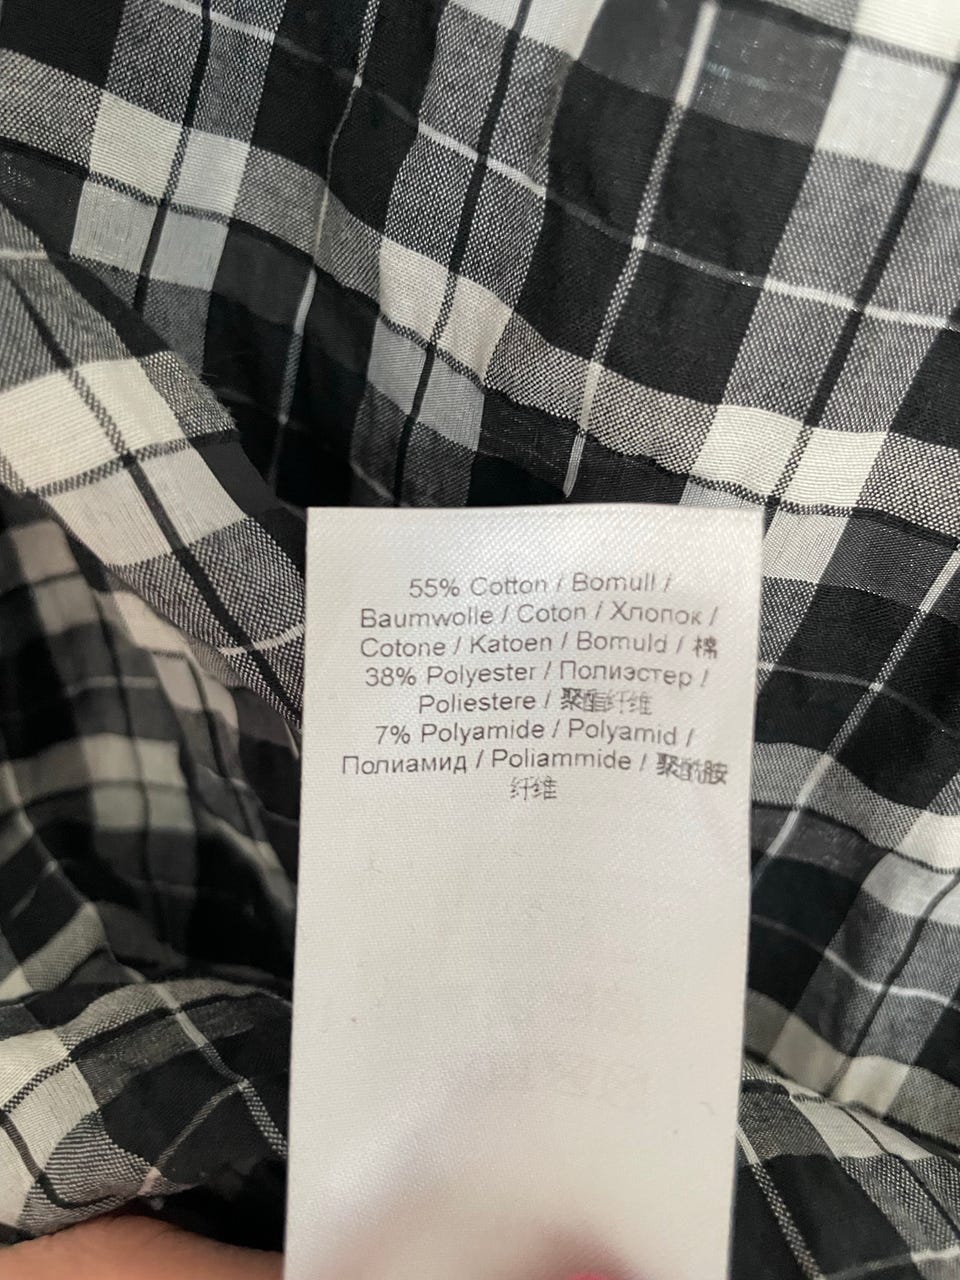 55% Cotton / Bomull /
Baumwolle / Coton / Хлопок /
Cotone / Katoen / Bomuld / 棉
38% Polyester / Полиэстер /
Poliestere / 聚酯纤维
7% Polyamide / Polyamid /
Полиамид / Poliammide / 聚酰胺
纤维